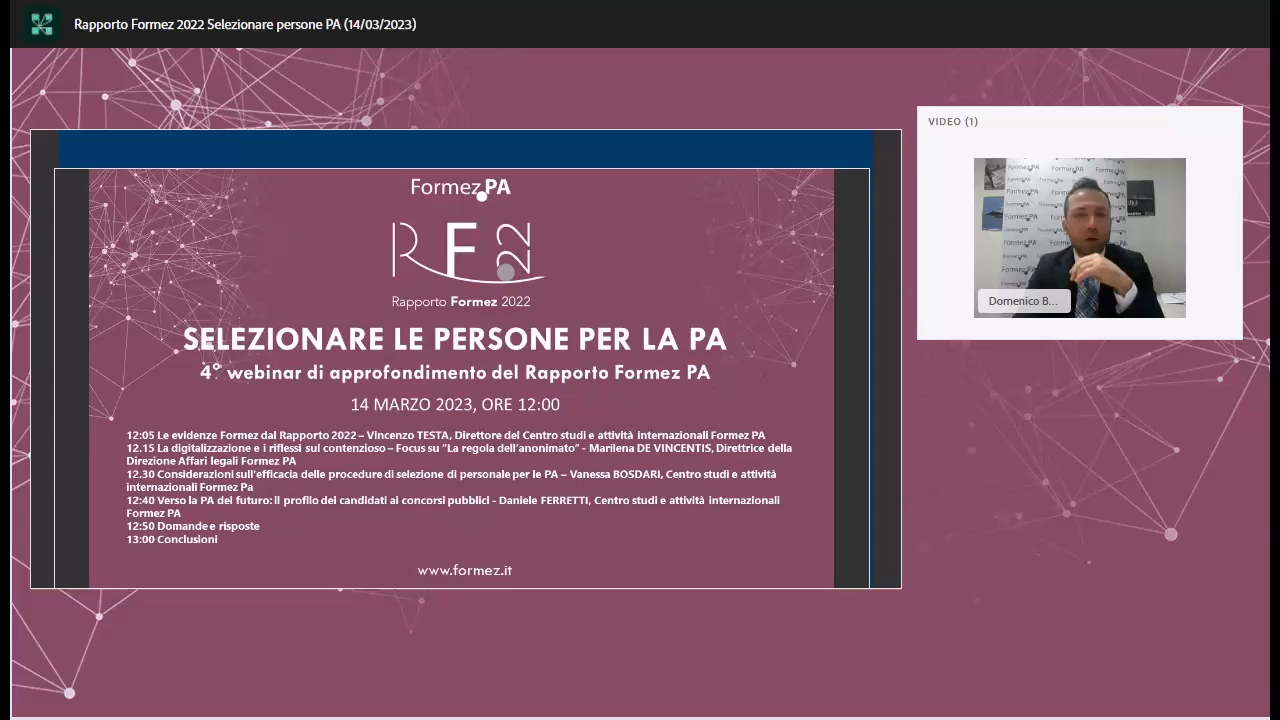 Rapporto Formez 2022 Selezionare persone PA (14/03/2023)
VIDEO (1)
Domenico B...
FormezPA
RF22
Rapporto Formez 2022
SELEZIONARE LE PERSONE PER LA PA
4° webinar di approfondimento del Rapporto Formez PA
14 MARZO 2023, ORE 12:00
12:05 Le evidenze Formez dal Rapporto 2022 – Vincenzo TESTA, Direttore del Centro studi e attività internazionali Formez PA
12.15 La digitalizzazione e i riflessi sul contenzioso – Focus su “La regola dell’anonimato” - Marilena DE VINCENTIS, Direttrice della
Direzione Affari legali Formez PA
12.30 Considerazioni sull’efficacia delle procedure di selezione di personale per le PA – Vanessa BOSDARI, Centro studi e attività
internazionali Formez Pa
12:40 Verso la PA del futuro: il profilo dei candidati ai concorsi pubblici - Daniele FERRETTI, Centro studi e attività internazionali
Formez PA
12:50 Domande e risposte
13:00 Conclusioni
www.formez.it